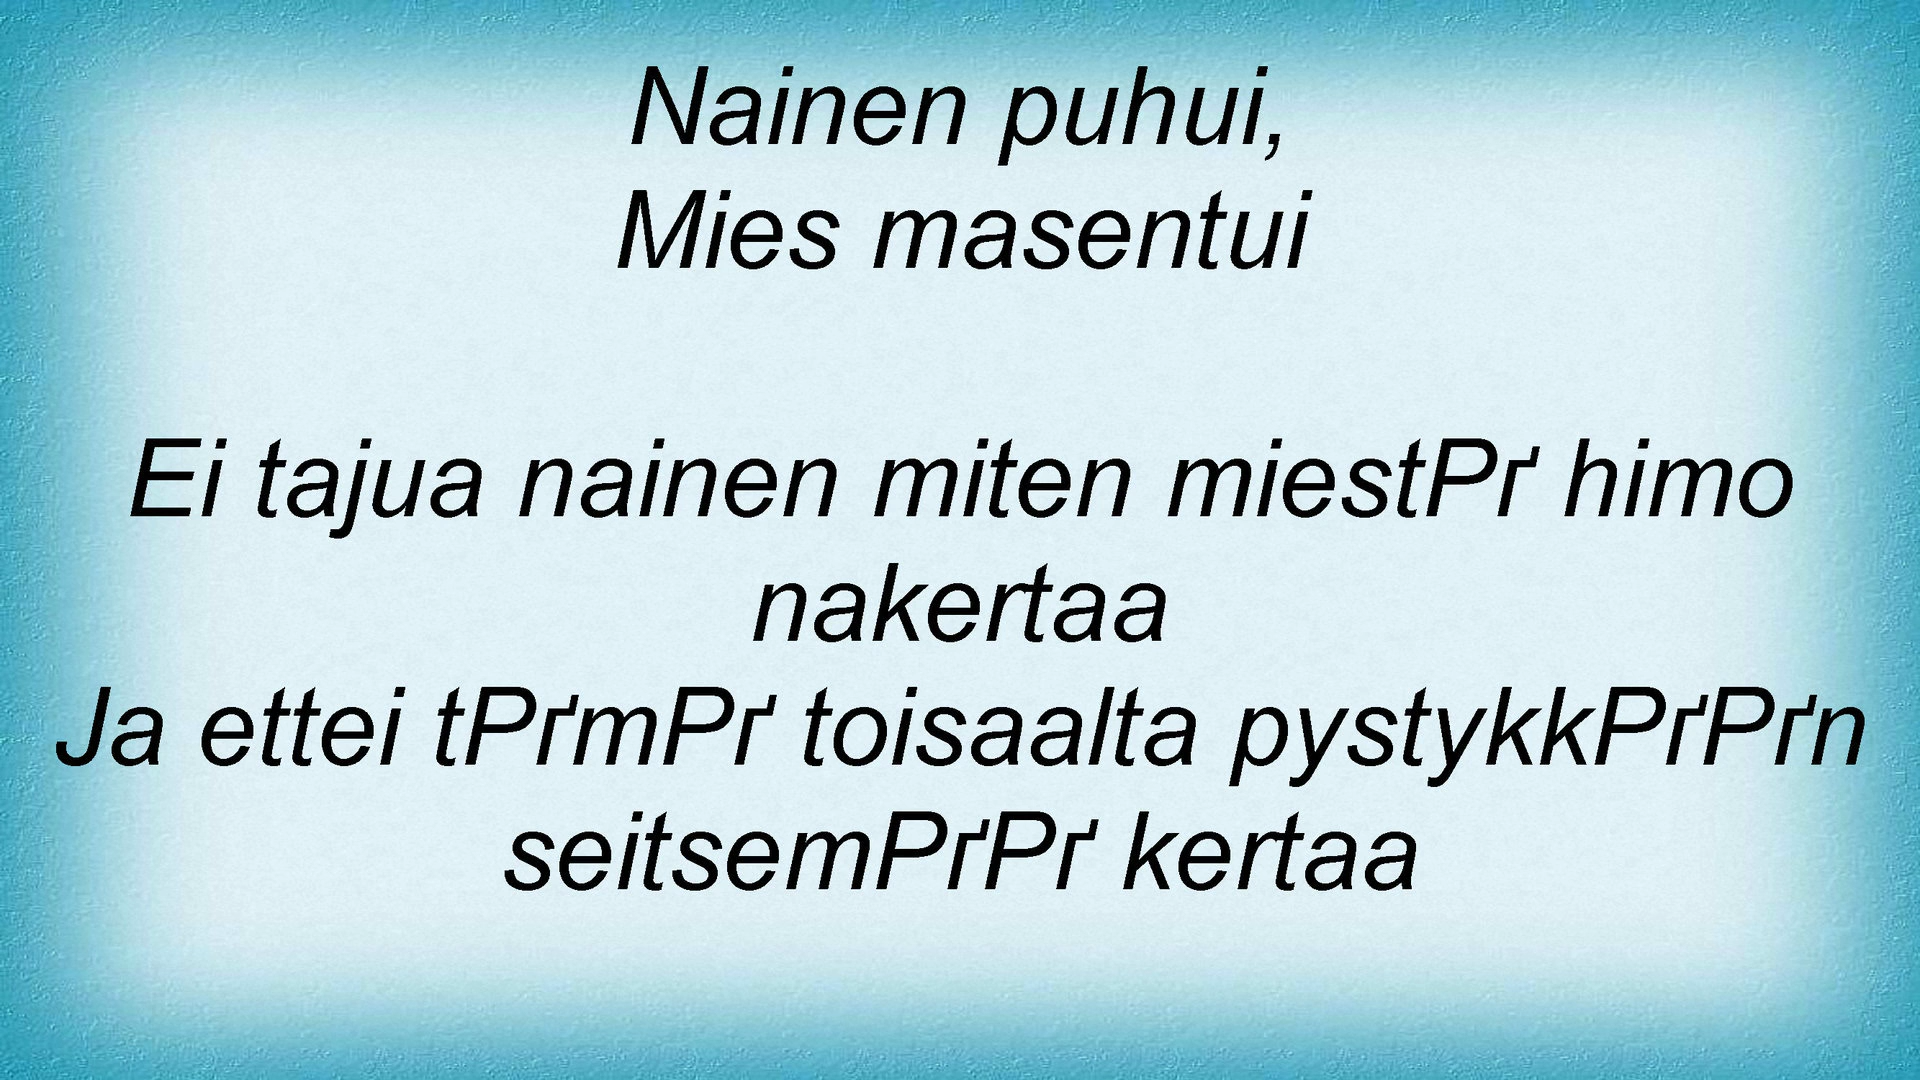 Nainen puhui,
Mies masentui
Ei tajua nainen miten miestPґ himo
nakertaa
Ja ettei tPґmPґ toisaalta pystykkPґPґn
seitsemPґPґ kertaa